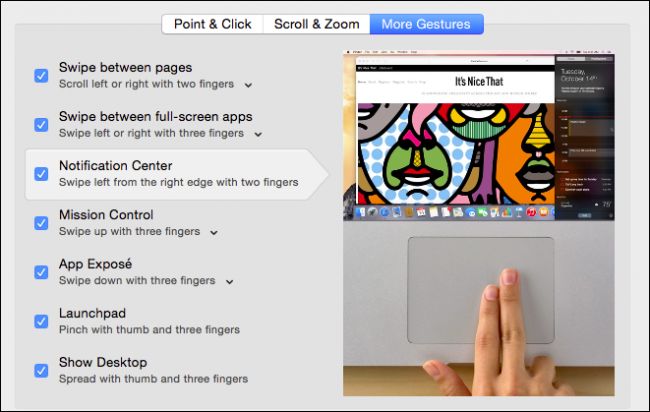 Point & Click
Scroll & Zoom
More Gestures
Swipe between pages
Scroll left or right with two fingers
Swipe between full-screen apps
Swipe left or right with three fingers
Notification Center
Swipe left from the right edge with two fingers
Mission Control
Swipe up with three fingers
App Exposé
Swipe down with three fingers
Launchpad
Pinch with thumb and three fingers
Show Desktop
Spread with thumb and three fingers
It's Nice That
Tuesday,
October 14th